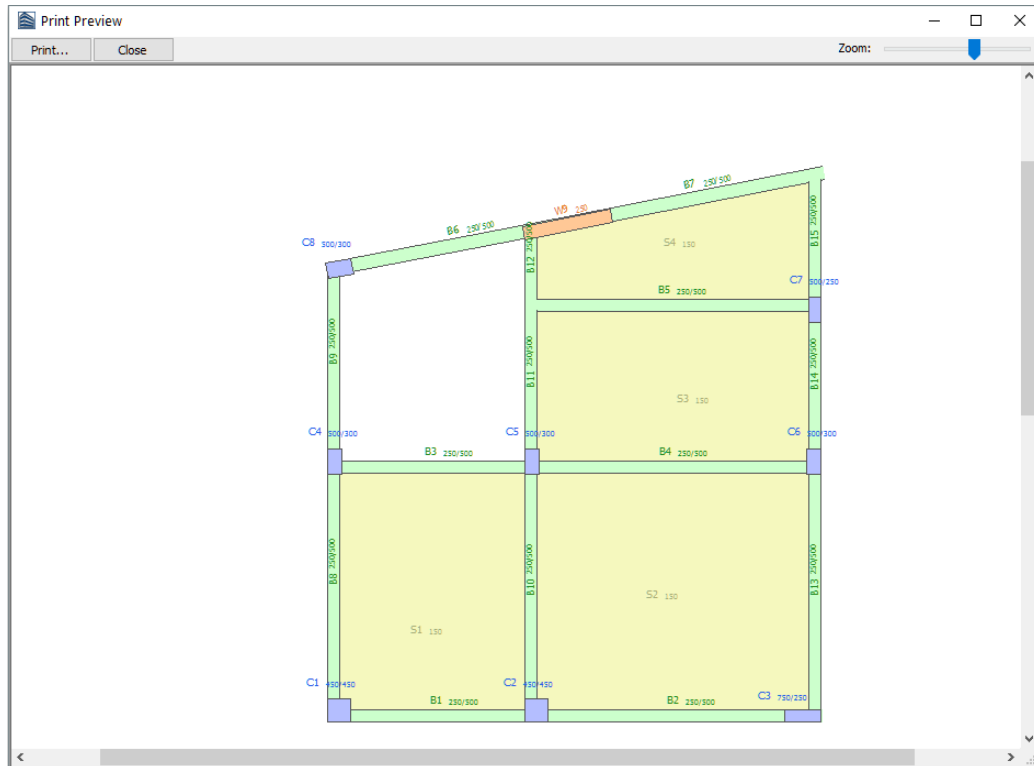 Print Preview
Print...
Close
Zoom:
B7 250/500
W9 250
B6 250/500
B12 250/500
B15 250/500
C8 500/300
S4 150
C7 500/250
B5 250/500
B9 250/500
B11 250/500
B14 250/500
S3 150
C4 500/300
C5 500/300
C6 500/300
B3 250/500
B4 250/500
B8 250/500
B10 250/500
B13 250/500
S2 150
S1 150
C1 450/450
C2 450/450
C3 750/250
B1 250/500
B2 250/500